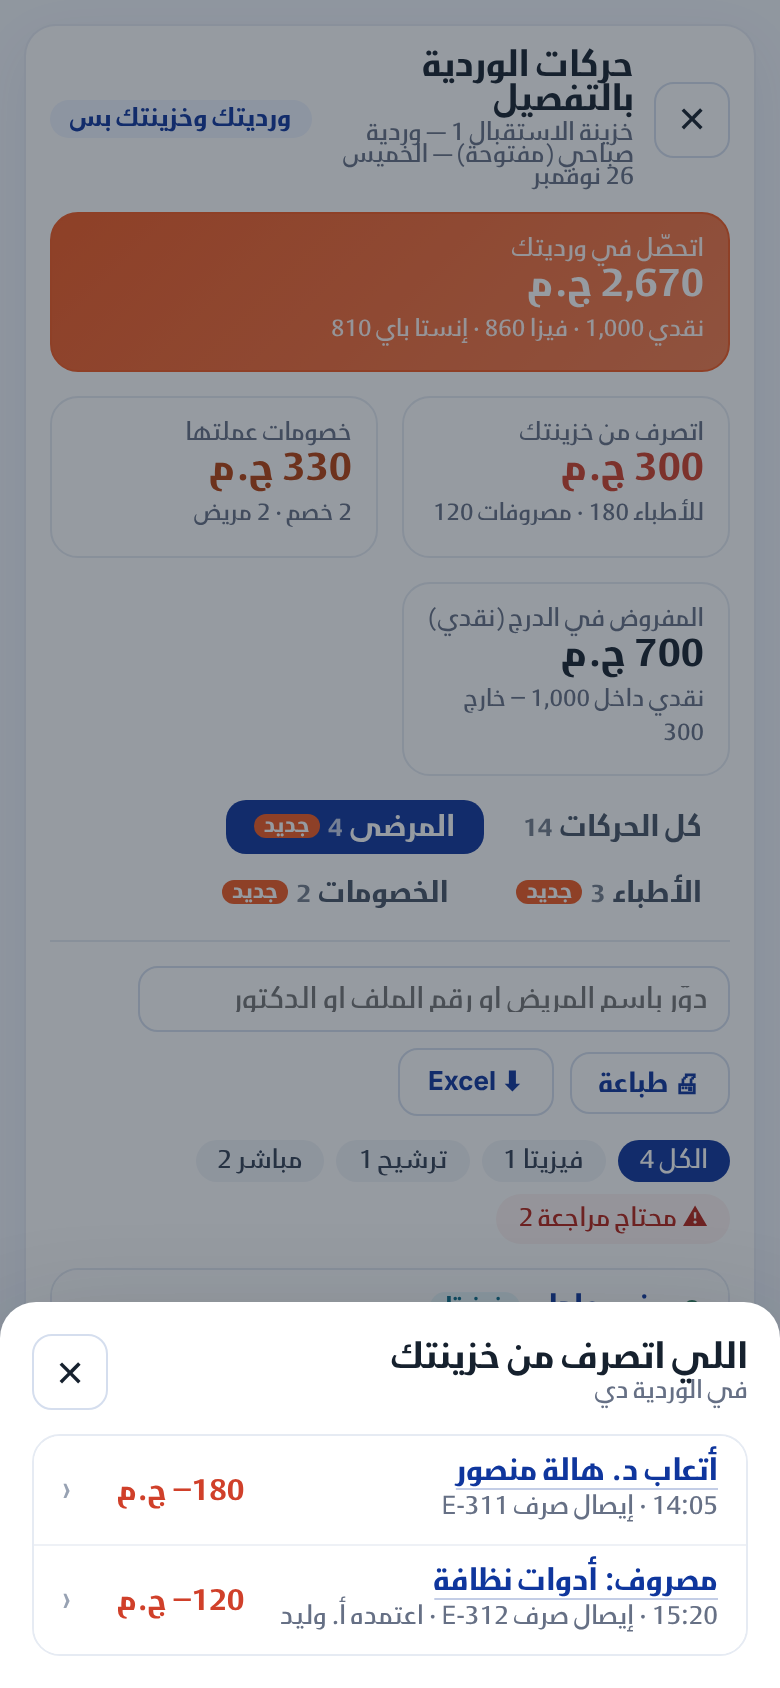 حركات الوردية
بالتفصيل
خزينة الاستقبال 1 — وردية
صباحي (مفتوحة) — الخميس
26 نوفمبر
ورديتك وخزينتك بس
اتحصّل في ورديتك
2,670 ج.م
نقدي 1,000 · فيزا 860 · إنستا باي 810
اتصرف من خزينتك
300 ج.م
للأطباء 180 · مصروفات 120
خصومات عملتها
330 ج.م
2 خصم · 2 مريض
المفروض في الدرج (نقدي)
700 ج.م
نقدي داخل 1,000 − خارج
300
كل الحركات 14
المرضى 4 جديد
الأطباء 3 جديد
الخصومات 2 جديد
دوّر باسم المريض او رقم الملف او الدكتور
🖨 طباعة
⬇ Excel
الكل 4
فيزيتا 1
ترشيح 1
مباشر 2
⚠ محتاج مراجعة 2
اللي اتصرف من خزينتك
في الوردية دي
أتعاب د. هالة منصور
14:05 · إيصال صرف E-311
−180 ج.م
مصروف: أدوات نظافة
15:20 · إيصال صرف E-312 · اعتمده أ. وليد
−120 ج.م